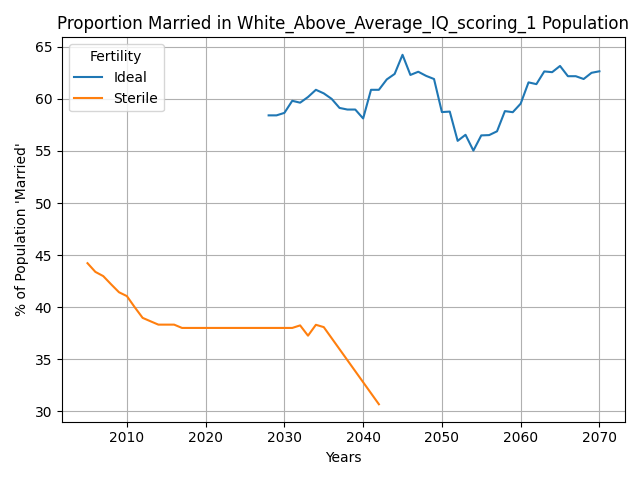 Proportion Married in White_Above_Average_IQ_scoring_1 Population
65
60
55
50
45
40
35
30
% of Population 'Married'
Fertility
Ideal
Sterile
2010
2020
2030
2040
2050
2060
2070
Years